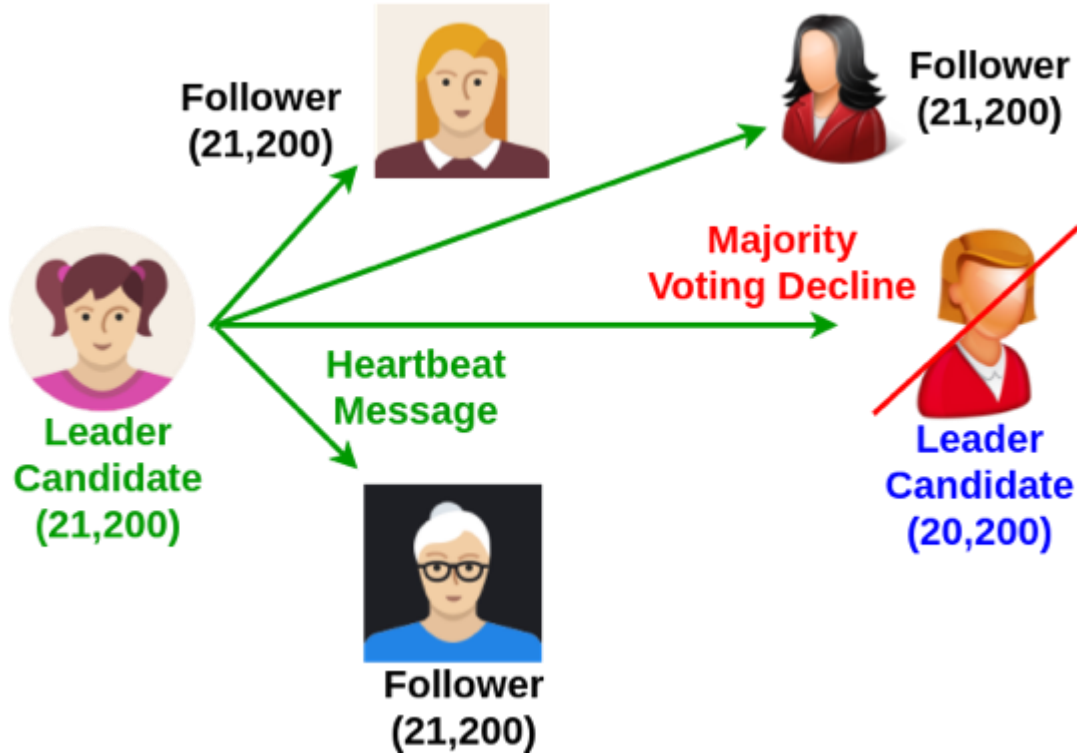 Follower
(21,200)
Follower
(21,200)
Majority
Voting Decline
Heartbeat
Message
Leader
Candidate
(21,200)
Leader
Candidate
(20,200)
Follower
(21,200)